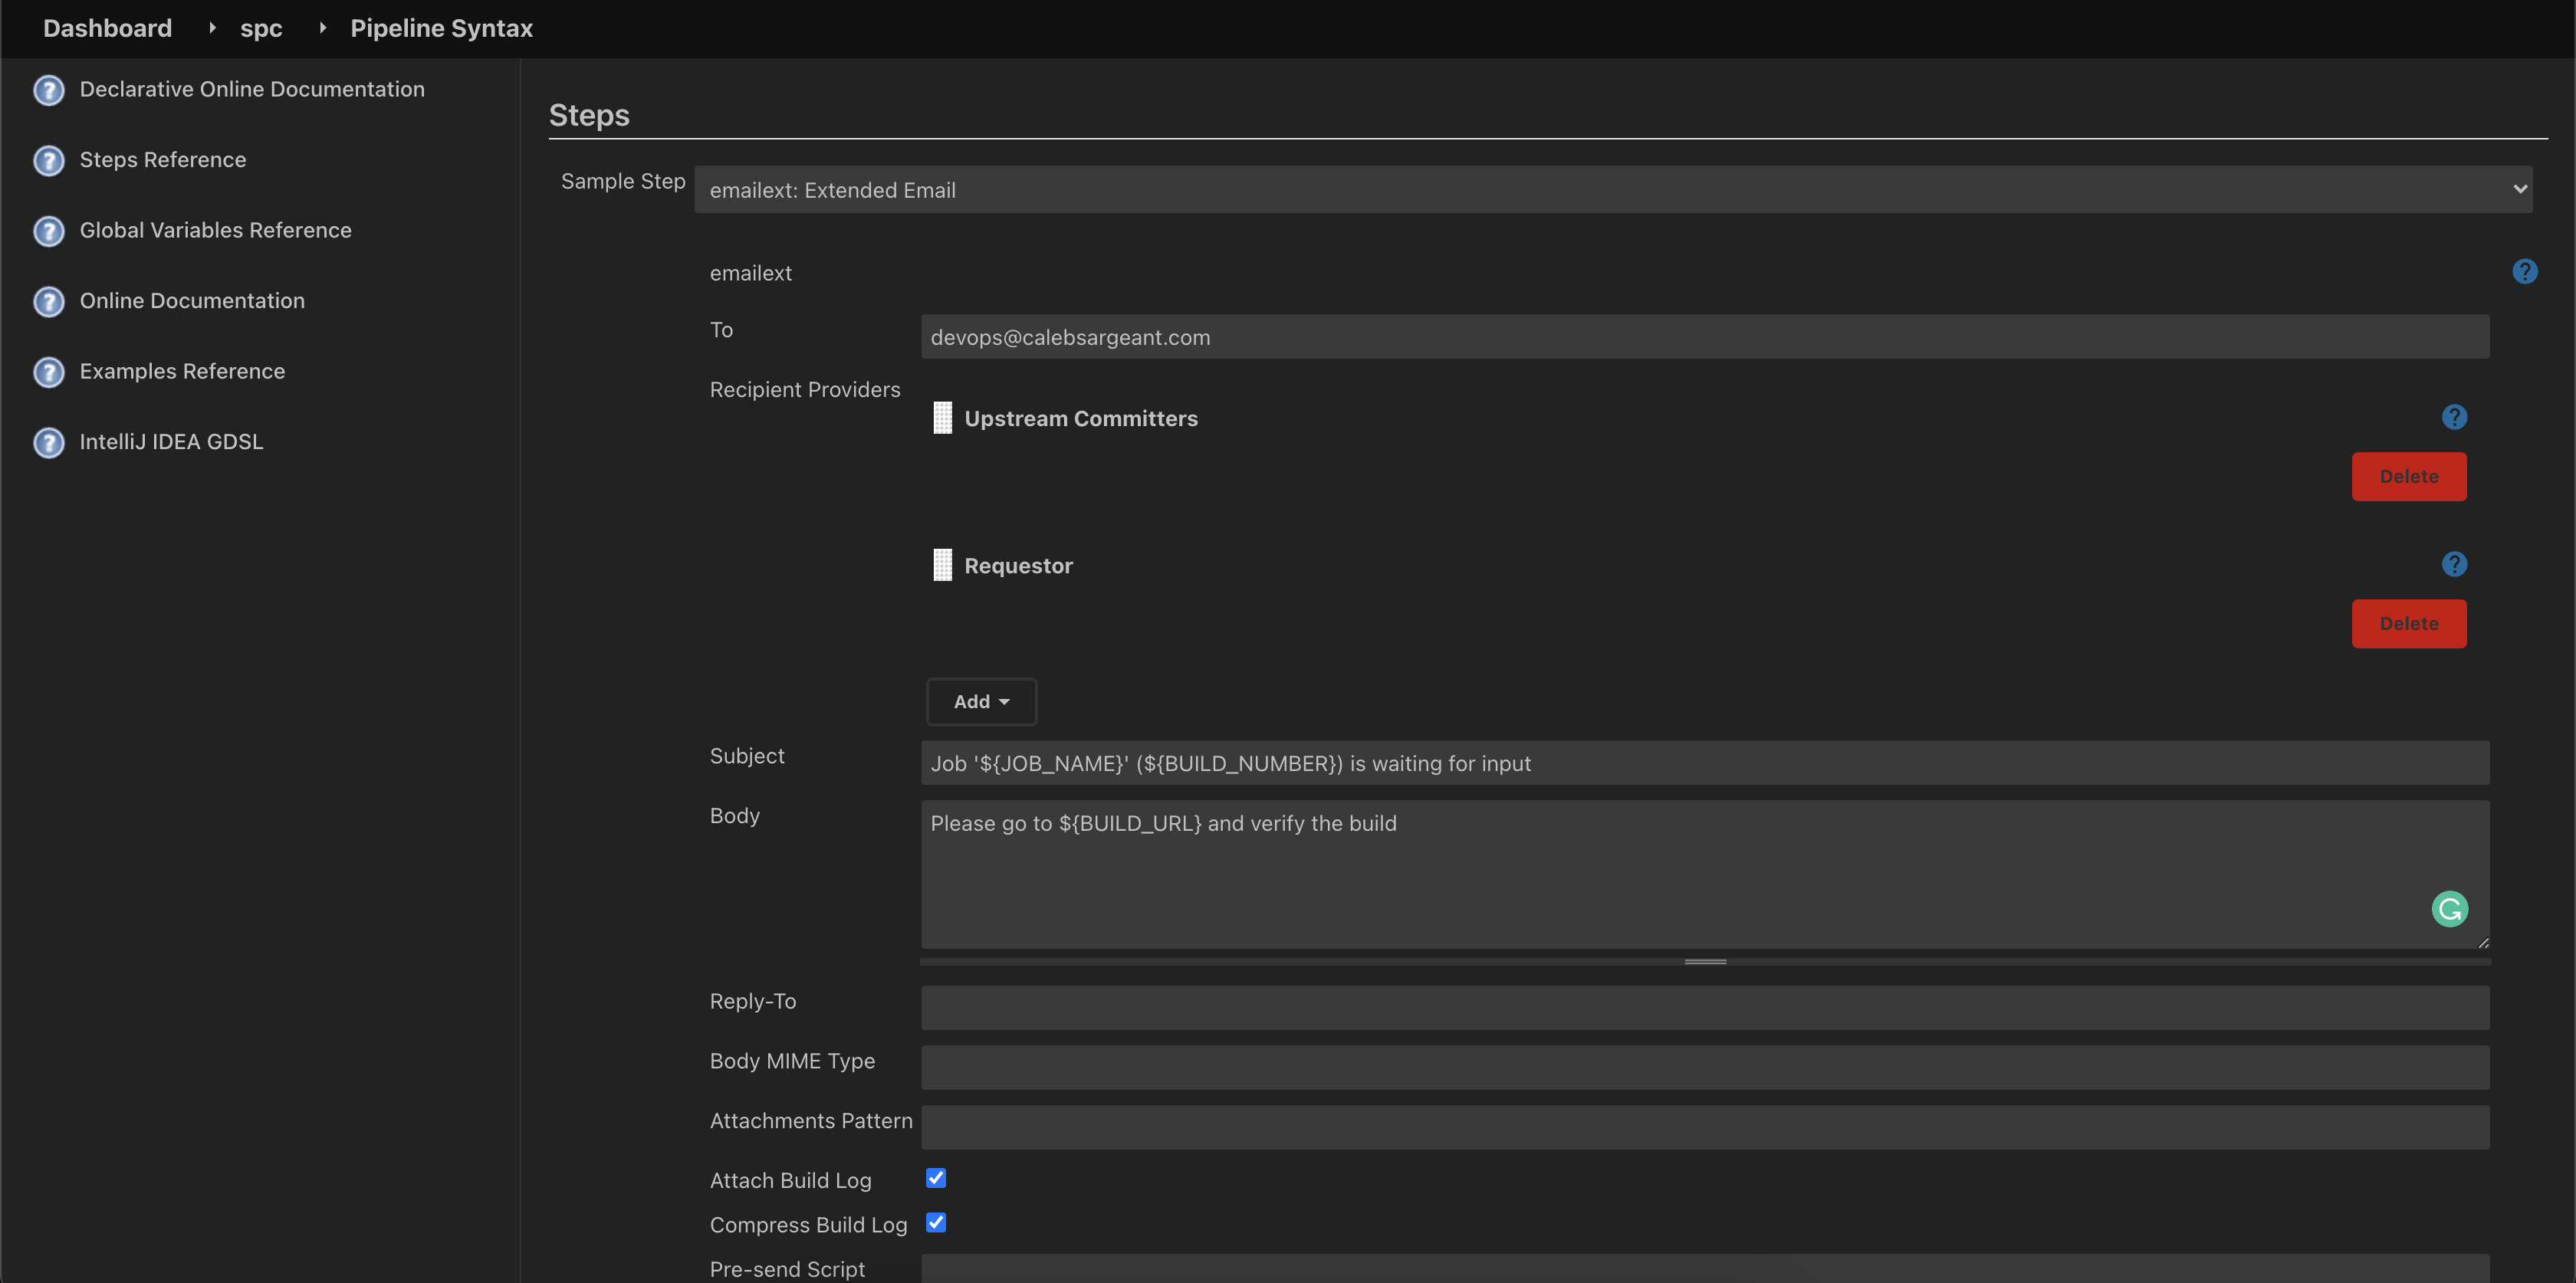 Dashboard spc Pipeline Syntax
Declarative Online Documentation
Steps Reference
Global Variables Reference
Online Documentation
Examples Reference
IntelliJ IDEA GDSL
Steps
Sample Step emailext: Extended Email
emailext
To devops@calebsargeant.com
Recipient Providers
Upstream Committers
Delete
Requestor
Delete
Add
Subject Job '${JOB_NAME}' (${BUILD_NUMBER}) is waiting for input
Body Please go to ${BUILD_URL} and verify the build
Reply-To
Body MIME Type
Attachments Pattern
Attach Build Log
Compress Build Log
Pre-send Script